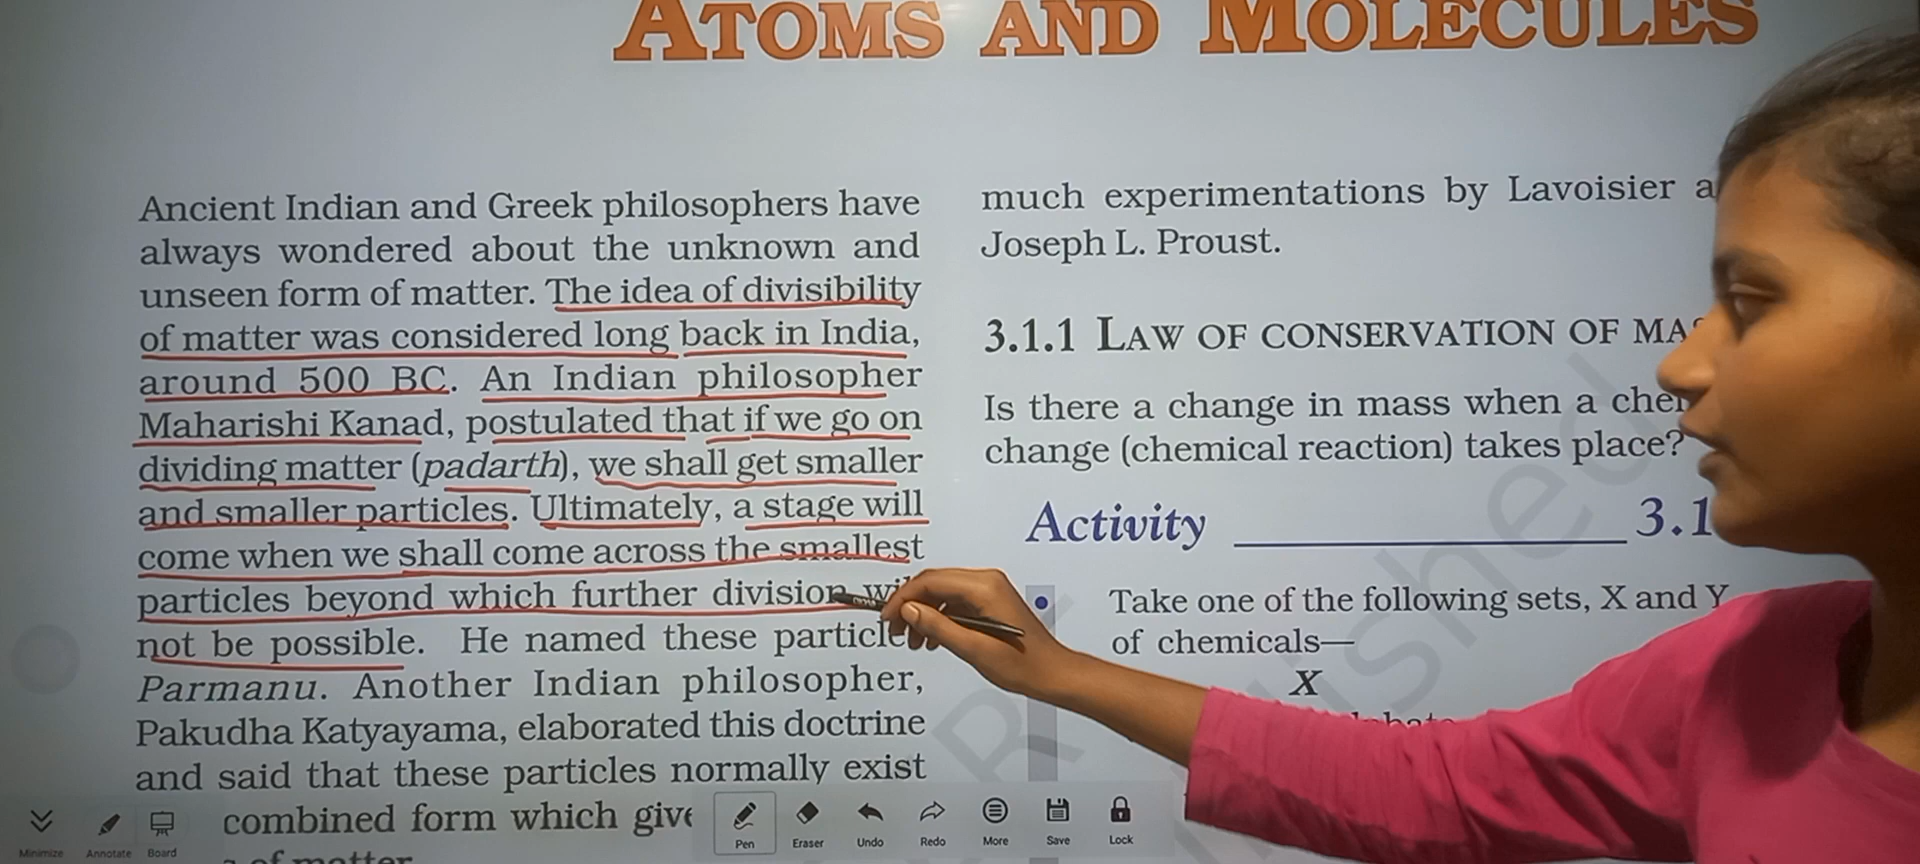 ATOMS AND MOLECULES
Ancient Indian and Greek philosophers have
always wondered about the unknown and
unseen form of matter. The idea of divisibility
of matter was considered long back in India,
around 500 BC. An Indian philosopher
Maharishi Kanad, postulated that if we go on
dividing matter (padarth), we shall get smaller
and smaller particles. Ultimately, a stage will
come when we shall come across the smallest
particles beyond which further division
not be possible. He named these particle
Parmanu. Another Indian philosopher,
Pakudha Katyayama, elaborated this doctrine
and said that these particles normally exist
combined form which give
of matter
much experimentations by Lavoisier a
Joseph L. Proust.
3.1.1 LAW OF CONSERVATION OF MA
Is there a change in mass when a che
change (chemical reaction) takes place?
Activity 3.1
• Take one of the following sets, X and Y
of chemicals—
X
Minimize
Annotate
Board
Pen
Eraser
Undo
Redo
More
Save
Lock